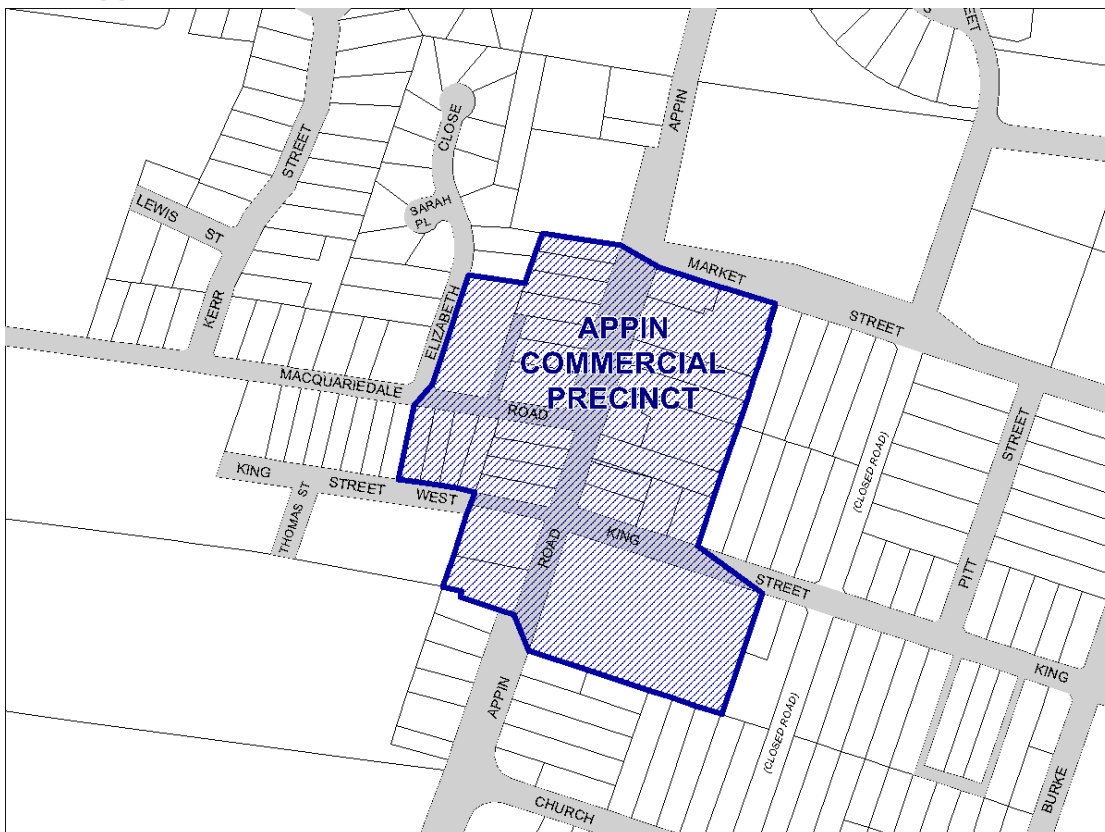 STREET
APPIN
CLOSE
STREET
SARAH
PL
LEWIS
ST
MARKET
STREET
KERR
ELIZABETH
APPIN
COMMERCIAL
PRECINCT
MACQUARIEDALE
ROAD
STREET
(CLOSED ROAD)
KING
STREET
WEST
THOMAS ST
ROAD
KING
STREET
PITT
KING
APPIN
(CLOSED ROAD)
BURKE
CHURCH